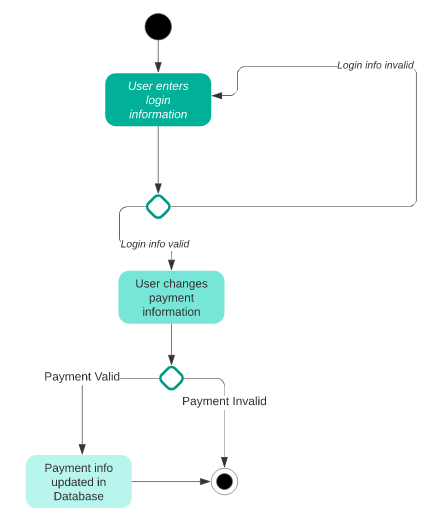 Login info invalid
User enters
login
information
Login info valid
User changes
payment
information
Payment Valid
Payment Invalid
Payment info
updated in
Database